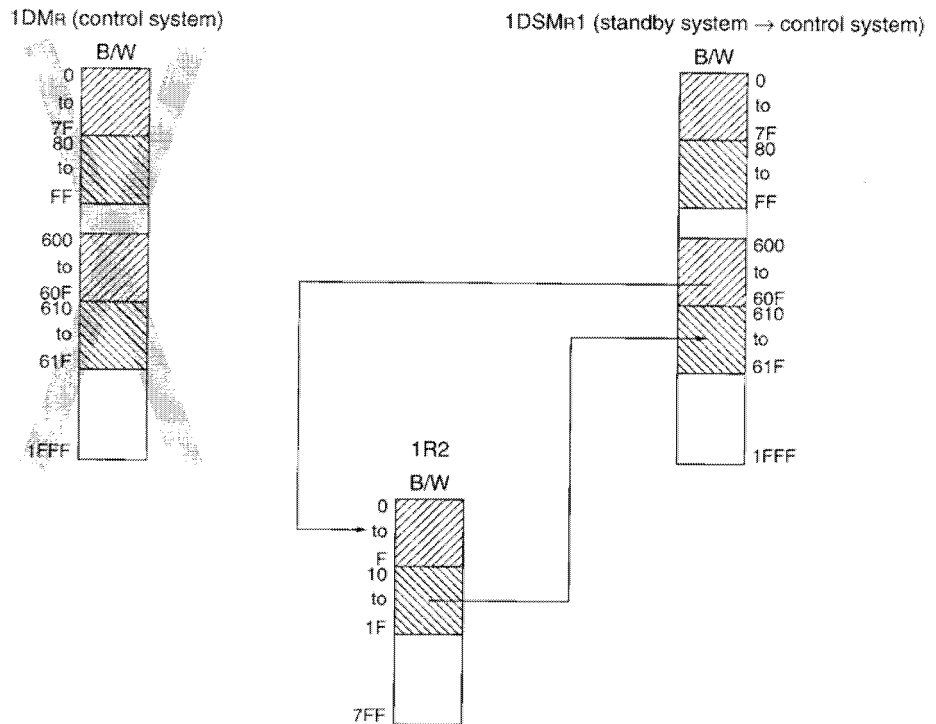 1DMR (control system)
B/W
0
to
7F
80
to
FF
600
to
60F
610
to
61F
1FFF
1DSMR1 (standby system → control system)
B/W
0
to
7F
80
to
FF
600
to
60F
610
to
61F
1FFF
1R2
B/W
0
to
F
10
to
1F
7FF